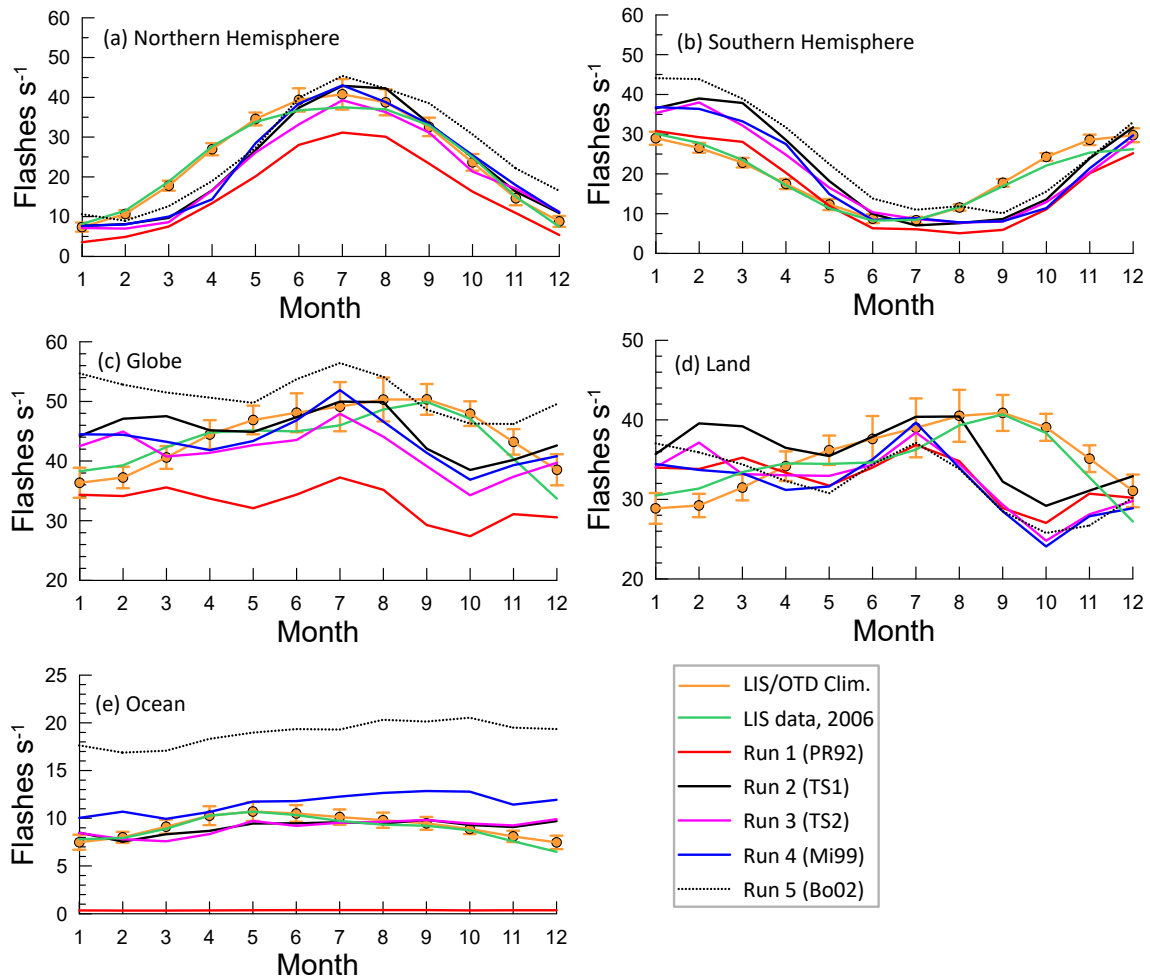 (a) Northern Hemisphere
Flashes s-1
60
50
40
30
20
10
0
1 2 3 4 5 6 7 8 9 10 11 12
Month
(b) Southern Hemisphere
Flashes s-1
60
50
40
30
20
10
0
1 2 3 4 5 6 7 8 9 10 11 12
Month
(c) Globe
Flashes s-1
60
50
40
30
20
1 2 3 4 5 6 7 8 9 10 11 12
Month
(d) Land
Flashes s-1
50
40
30
20
1 2 3 4 5 6 7 8 9 10 11 12
Month
(e) Ocean
Flashes s-1
25
20
15
10
5
0
1 2 3 4 5 6 7 8 9 10 11 12
Month
LIS/OTD Clim.
LIS data, 2006
Run 1 (PR92)
Run 2 (TS1)
Run 3 (TS2)
Run 4 (Mi99)
Run 5 (Bo02)